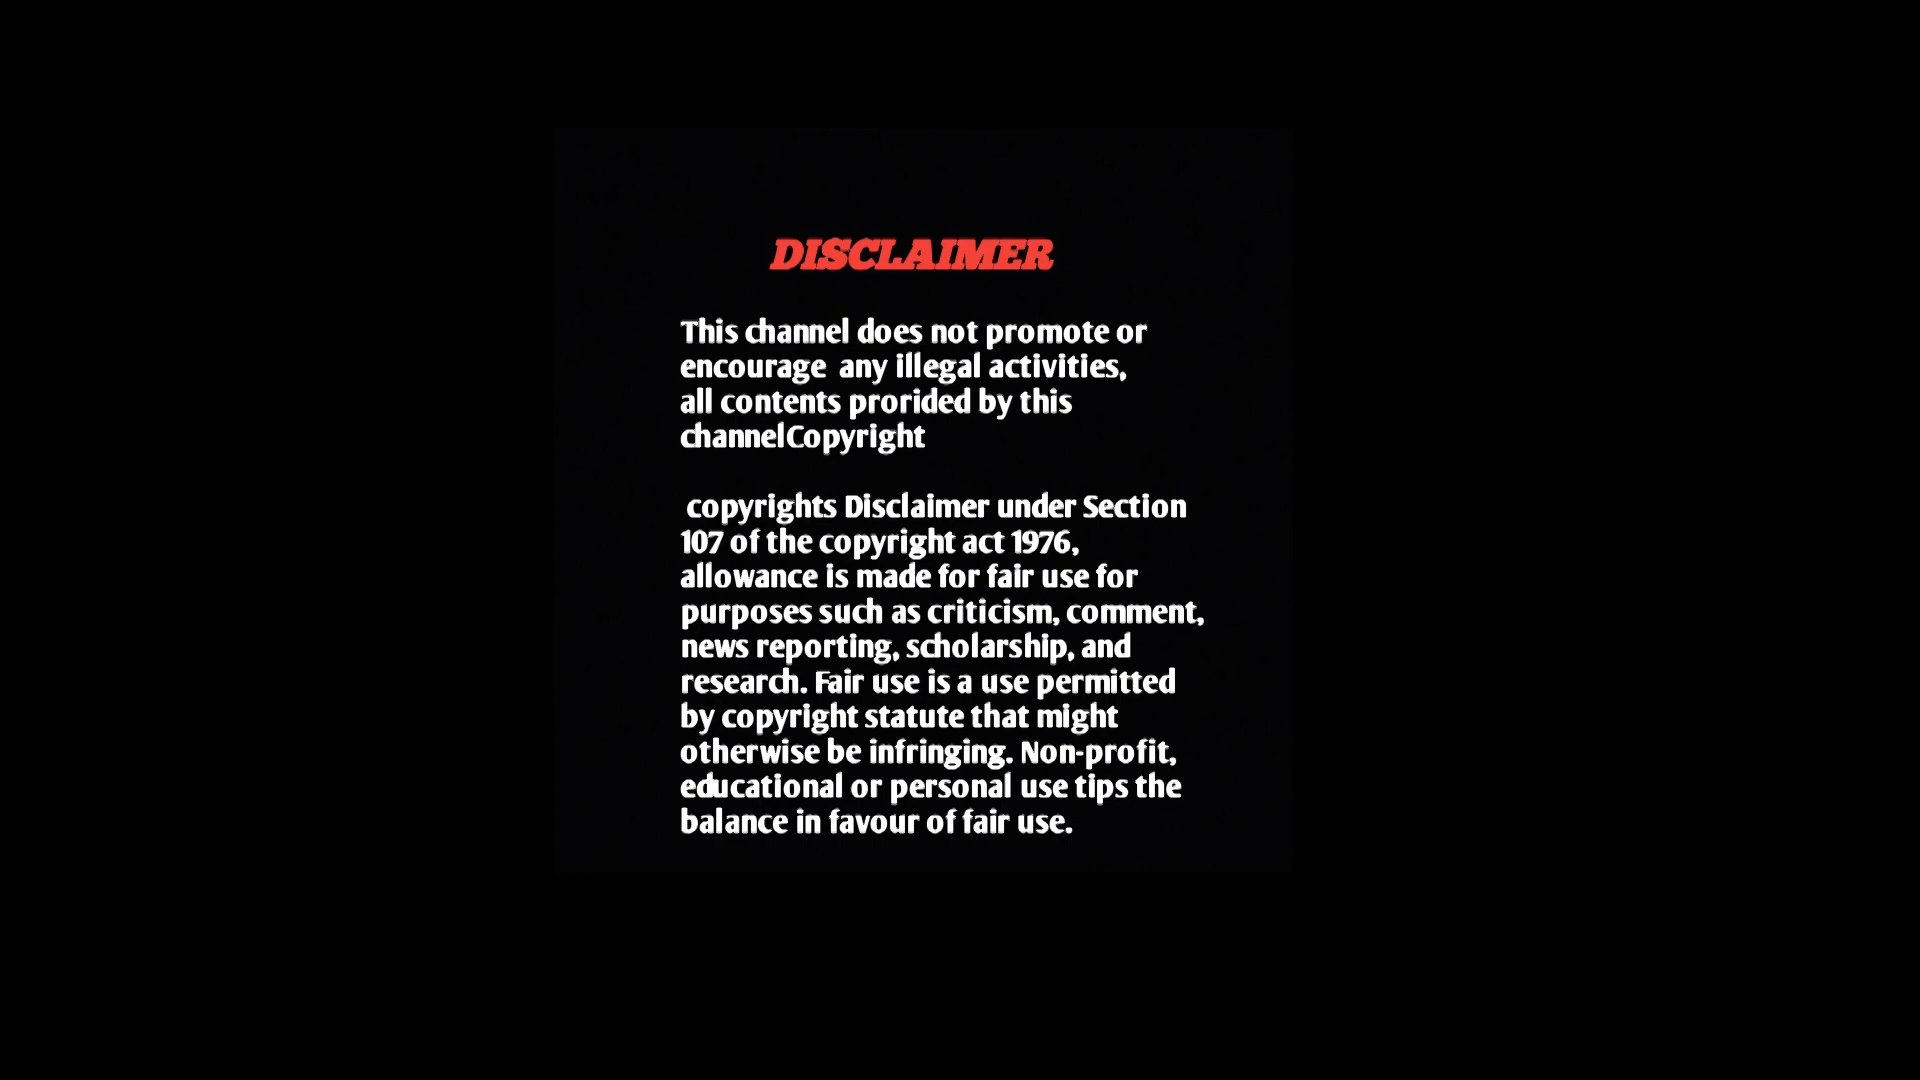 DISCLAIMER
This channel does not promote or
encourage any illegal activities,
all contents prorided by this
channelCopyright
copyrights Disclaimer under Section
107 of the copyright act 1976,
allowance is made for fair use for
purposes such as criticism, comment,
news reporting, scholarship, and
research. Fair use is a use permitted
by copyright statute that might
otherwise be infringing. Non-profit,
educational or personal use tips the
balance in favour of fair use.